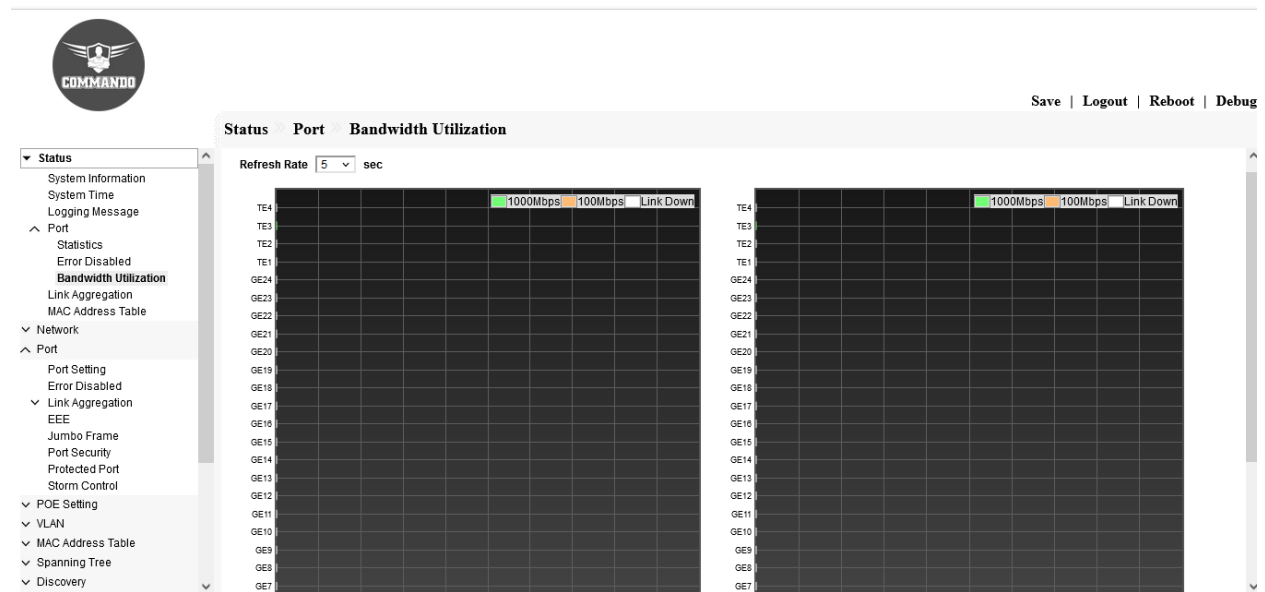 COMMANDO
Save | Logout | Reboot | Debug
Status » Port » Bandwidth Utilization
Status
System Information
System Time
Logging Message
Port
Statistics
Error Disabled
Bandwidth Utilization
Link Aggregation
MAC Address Table
Network
Port
Port Setting
Error Disabled
Link Aggregation
EEE
Jumbo Frame
Port Security
Protected Port
Storm Control
POE Setting
VLAN
MAC Address Table
Spanning Tree
Discovery
Refresh Rate 5 sec
1000Mbps 100Mbps Link Down
TE4
TE3
TE2
TE1
GE24
GE23
GE22
GE21
GE20
GE19
GE18
GE17
GE16
GE15
GE14
GE13
GE12
GE11
GE10
GE9
GE8
GE7
1000Mbps 100Mbps Link Down
TE4
TE3
TE2
TE1
GE24
GE23
GE22
GE21
GE20
GE19
GE18
GE17
GE16
GE15
GE14
GE13
GE12
GE11
GE10
GE9
GE8
GE7